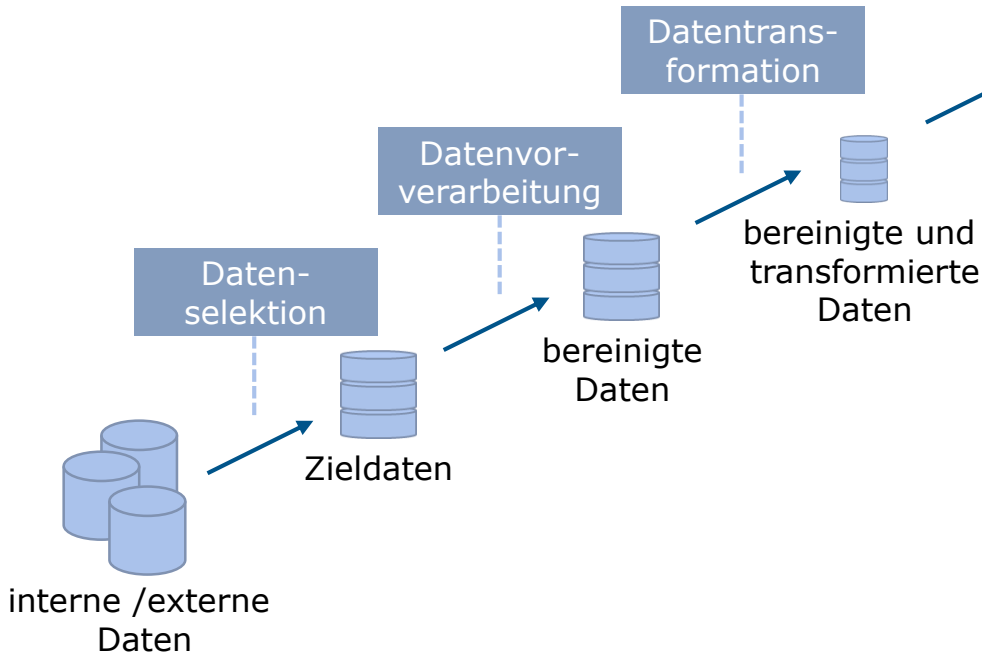 Datentrans-
formation
Datenvor-
verarbeitung
bereinigte und
transformierte
Daten
Daten-
selektion
bereinigte
Daten
Zieldaten
interne /externe
Daten